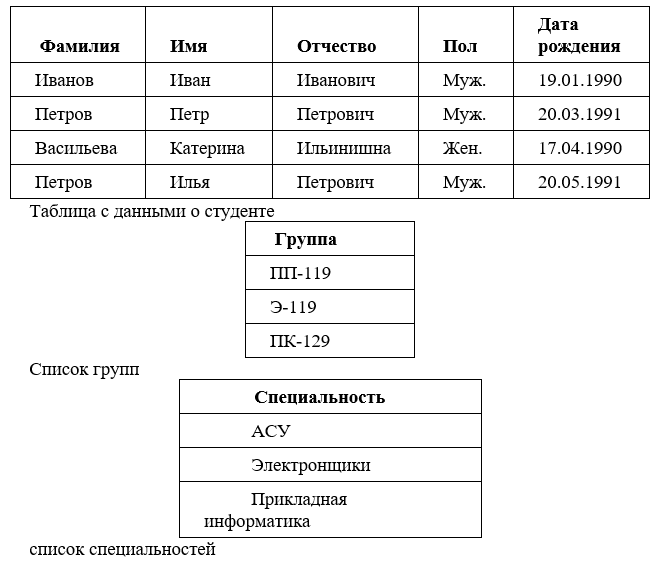 Фамилия Имя Отчество Пол Дата рождения
Иванов Иван Иванович Муж. 19.01.1990
Петров Петр Петрович Муж. 20.03.1991
Васильева Катерина Ильинишна Жен. 17.04.1990
Петров Илья Петрович Муж. 20.05.1991
Таблица с данными о студенте
Группа
ПП-119
Э-119
ПК-129
Список групп
Специальность
АСУ
Электронщики
Прикладная
информатика
список специальностей